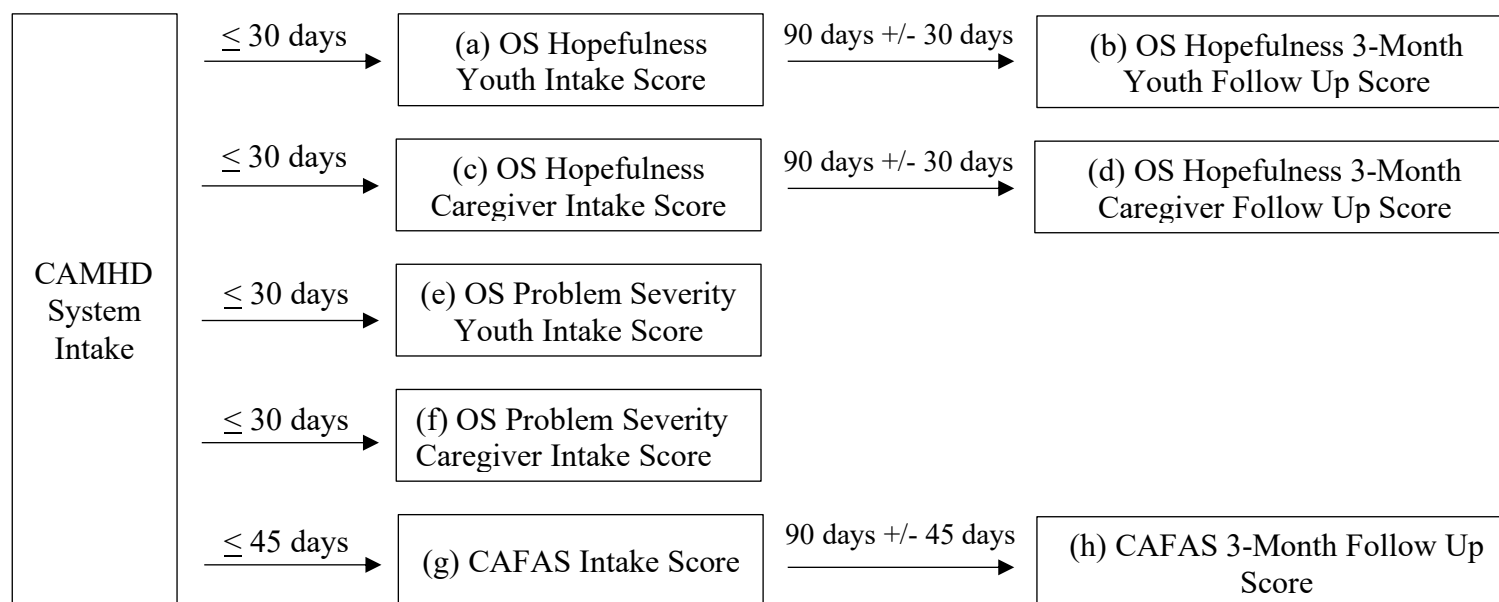 ≤ 30 days
(a) OS Hopefulness
Youth Intake Score
90 days +/- 30 days
(b) OS Hopefulness 3-Month
Youth Follow Up Score
≤ 30 days
(c) OS Hopefulness
Caregiver Intake Score
90 days +/- 30 days
(d) OS Hopefulness 3-Month
Caregiver Follow Up Score
CAMHD
System
Intake
≤ 30 days
(e) OS Problem Severity
Youth Intake Score
≤ 30 days
(f) OS Problem Severity
Caregiver Intake Score
≤ 45 days
(g) CAFAS Intake Score
90 days +/- 45 days
(h) CAFAS 3-Month Follow Up
Score